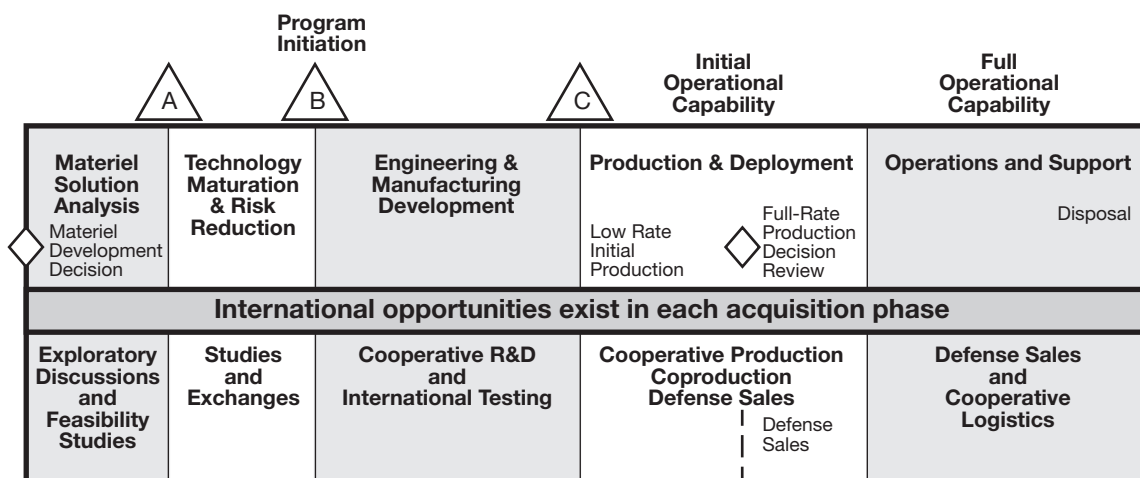 Program
Initiation
Initial
Operational
Capability
Full
Operational
Capability
A
B
C
Materiel
Solution
Analysis
Materiel
Development
Decision
Technology
Maturation
& Risk
Reduction
Engineering &
Manufacturing
Development
Production & Deployment
Low Rate
Initial
Production
Full-Rate
Production
Decision
Review
Operations and Support
Disposal
International opportunities exist in each acquisition phase
Exploratory
Discussions
and
Feasibility
Studies
Studies
and
Exchanges
Cooperative R&D
and
International Testing
Cooperative Production
Coproduction
Defense Sales
Defense
Sales
Defense Sales
and
Cooperative
Logistics